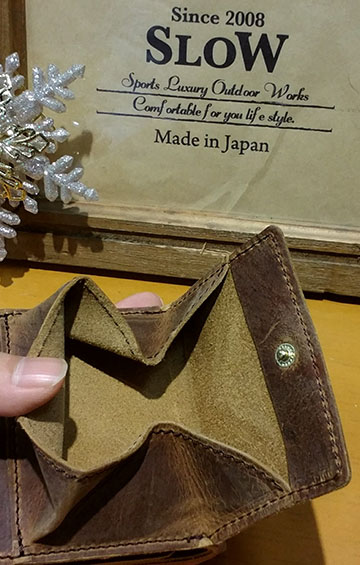 Since 2008
SLOW
Sports Luxury Outdoor Works
Comfortable for you life style.
Made in Japan